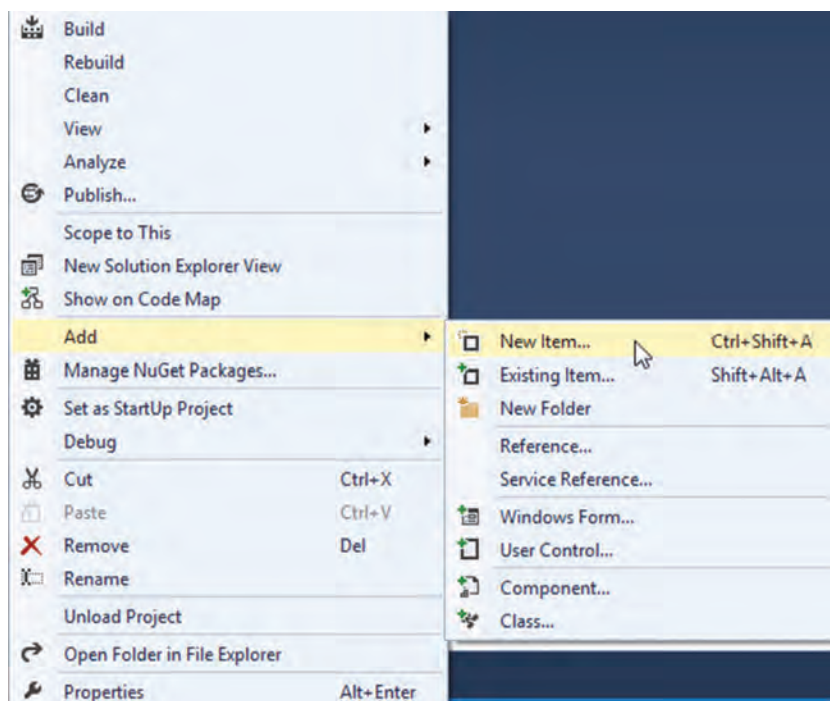 Build
Rebuild
Clean
View
Analyze
Publish...
Scope to This
New Solution Explorer View
Show on Code Map
Add
Manage NuGet Packages...
Set as StartUp Project
Debug
Cut Ctrl+X
Paste Ctrl+V
Remove Del
Rename
Unload Project
Open Folder in File Explorer
Properties Alt+Enter
New Item... Ctrl+Shift+A
Existing Item... Shift+Alt+A
New Folder
Reference...
Service Reference...
Windows Form...
User Control...
Component...
Class...